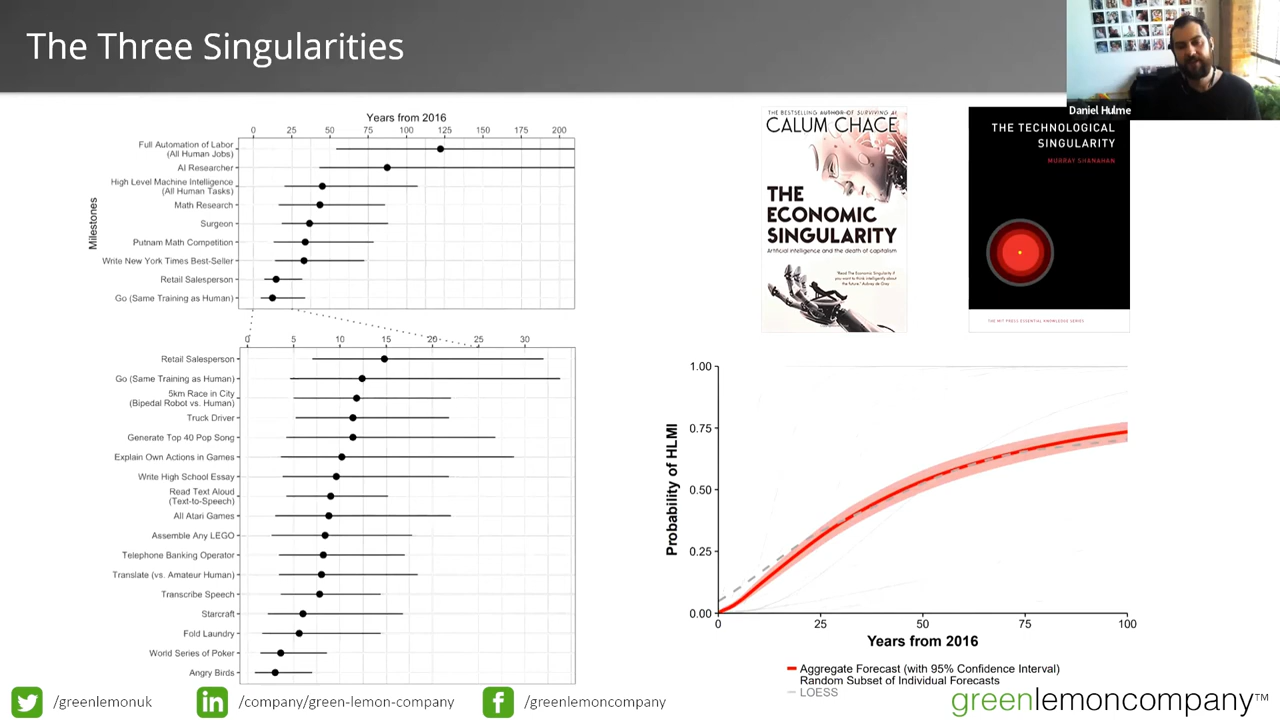 The Three Singularities
Daniel Hulme
Years from 2016
0 25 50 75 100 125 150 175 200
Milestones
Full Automation of Labor
(All Human Jobs)
AI Researcher
High Level Machine Intelligence
(All Human Tasks)
Math Research
Surgeon
Putnam Math Competition
Write New York Times Best-Seller
Retail Salesperson
Go (Same Training as Human)
0 5 10 15 20 25 30
Retail Salesperson
Go (Same Training as Human)
5km Race in City
(Bipedal Robot vs. Human)
Truck Driver
Generate Top 40 Pop Song
Explain Own Actions in Games
Write High School Essay
Read Text Aloud
(Text-to-Speech)
All Atari Games
Assemble Any LEGO
Telephone Banking Operator
Translate (vs. Amateur Human)
Transcribe Speech
Starcraft
Fold Laundry
World Series of Poker
Angry Birds
THE BESTSELLING AUTHOR OF SURVIVING AI
CALUM CHACE
THE
ECONOMIC
SINGULARITY
Artificial intelligence and the death of capitalism
"Read The Economic Singularity if
you want to think intelligently about
the future." Aubrey de Grey
THE TECHNOLOGICAL
SINGULARITY
MURRAY SHANAHAN
THE MIT PRESS ESSENTIAL KNOWLEDGE SERIES
Probability of HLMI
1.00
0.75
0.50
0.25
0.00
0 25 50 75 100
Years from 2016
Aggregate Forecast (with 95% Confidence Interval)
Random Subset of Individual Forecasts
LOESS
/greenlemonuk
in /company/green-lemon-company
f /greenlemoncompany
greenlemoncompany™